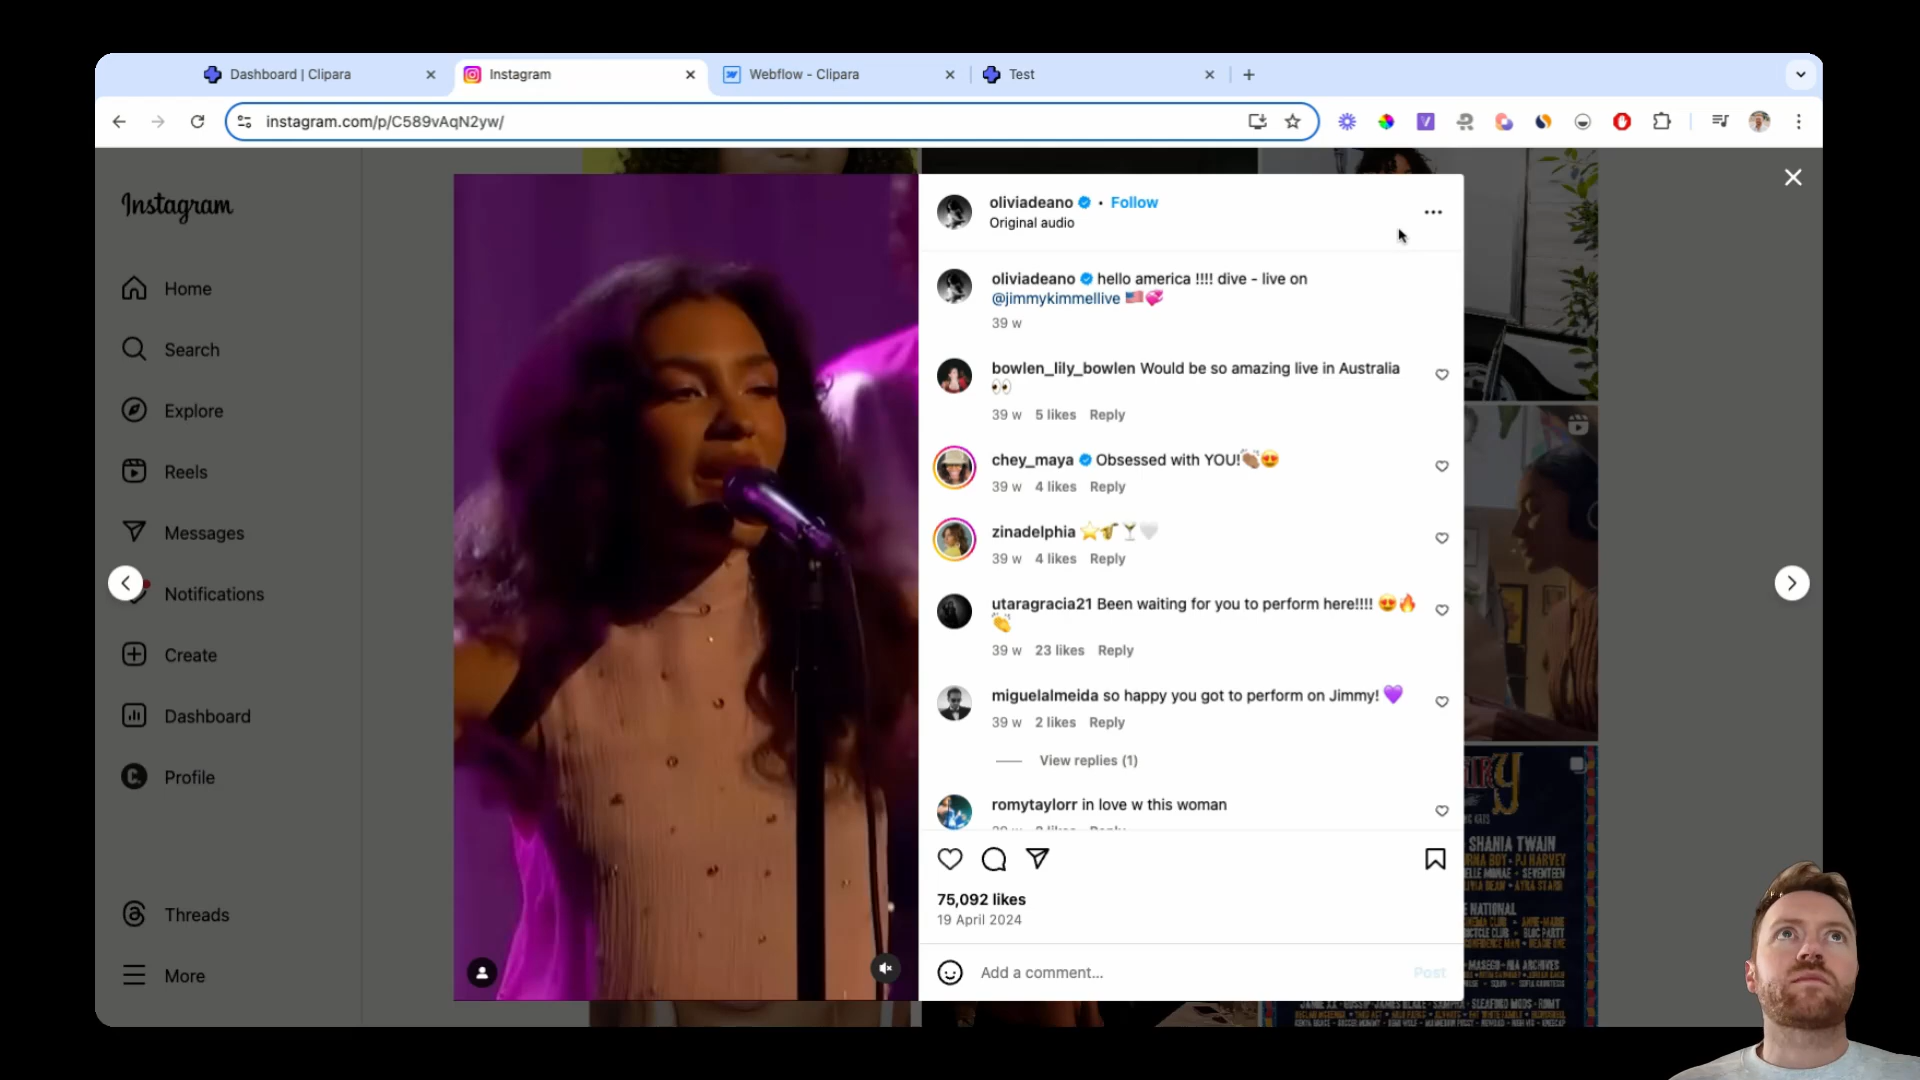 Dashboard | Clipara
Instagram
Webflow - Clipara
Test
instagram.com/p/C589vAqN2yw/
Instagram
Home
Search
Explore
Reels
Messages
Notifications
Create
Dashboard
Profile
Threads
More
oliviadeano • Follow
Original audio
•••
oliviadeano hello america !!!! dive - live on
@jimmykimmellive 🇺🇸💞
39 w
bowlen_lily_bowlen Would be so amazing live in Australia
👀
39 w 5 likes Reply
chey_maya Obsessed with YOU!👏🏾😍
39 w 4 likes Reply
zinadelphia ⭐🎷🍸🤍
39 w 4 likes Reply
utaragracia21 Been waiting for you to perform here!!!! 😍🔥
👏
39 w 23 likes Reply
miguelalmeida so happy you got to perform on Jimmy! 💜
39 w 2 likes Reply
View replies (1)
romytaylorr in love w this woman
75,092 likes
19 April 2024
Add a comment...
Post
SHANIA TWAIN
PJ HARVEY
SEVENTEEN
AYRA STARR
NATIONAL